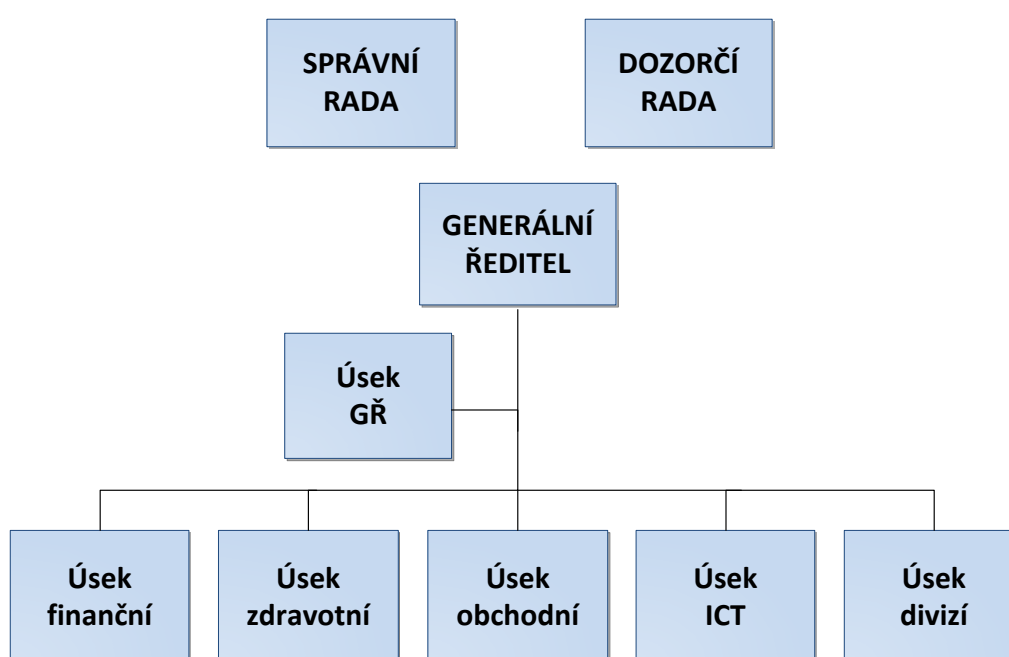 SPRÁVNÍ
RADA
DOZORČÍ
RADA
GENERÁLNÍ
ŘEDITEL
Úsek
GŘ
Úsek
finanční
Úsek
zdravotní
Úsek
obchodní
Úsek
ICT
Úsek
divizí